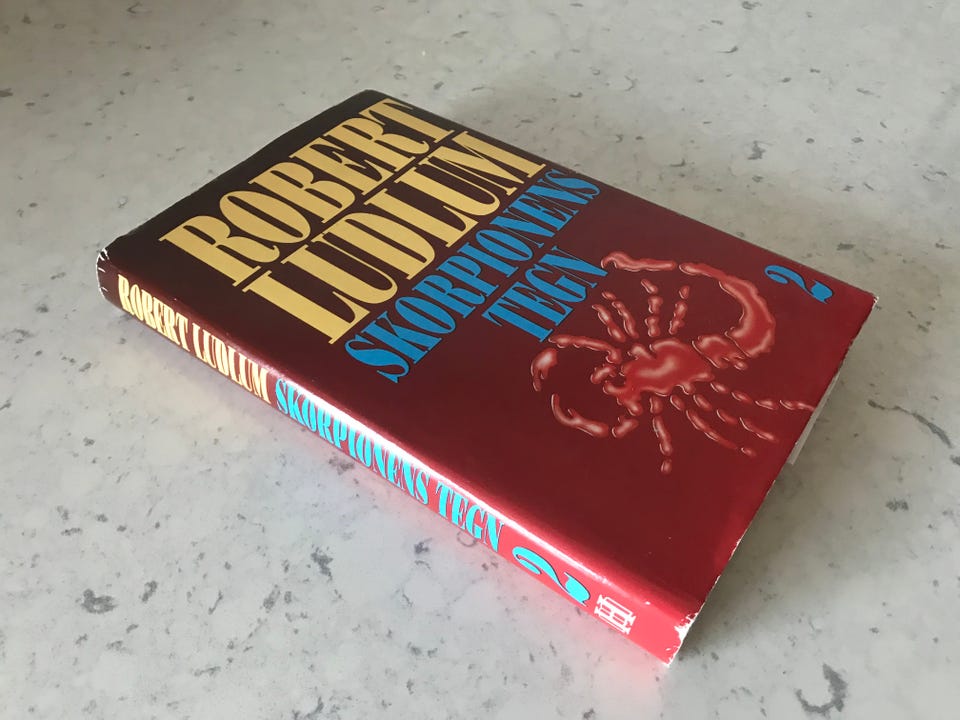 ROBERT
LUDLUM
SKORPIONENS
TEGN
2
ROBERT LUDLUM SKORPIONENS TEGN 2